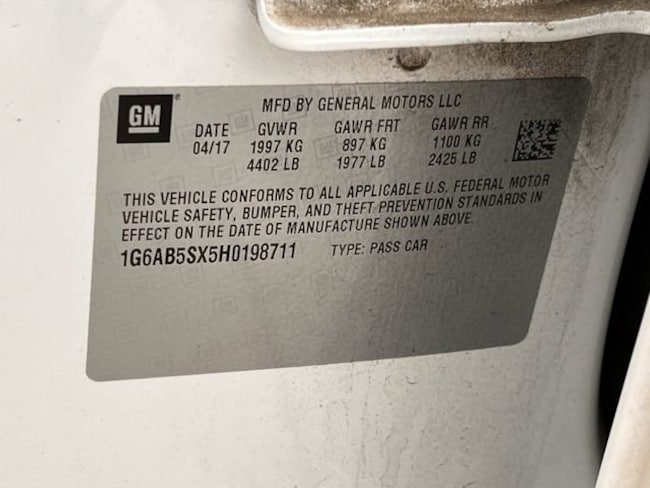 GM
MFD BY GENERAL MOTORS LLC
DATE GVWR GAWR FRT GAWR RR
04/17 1997 KG 897 KG 1100 KG
4402 LB 1977 LB 2425 LB
THIS VEHICLE CONFORMS TO ALL APPLICABLE U.S. FEDERAL MOTOR
VEHICLE SAFETY, BUMPER, AND THEFT PREVENTION STANDARDS IN
EFFECT ON THE DATE OF MANUFACTURE SHOWN ABOVE.
1G6AB5SX5H0198711 TYPE: PASS CAR